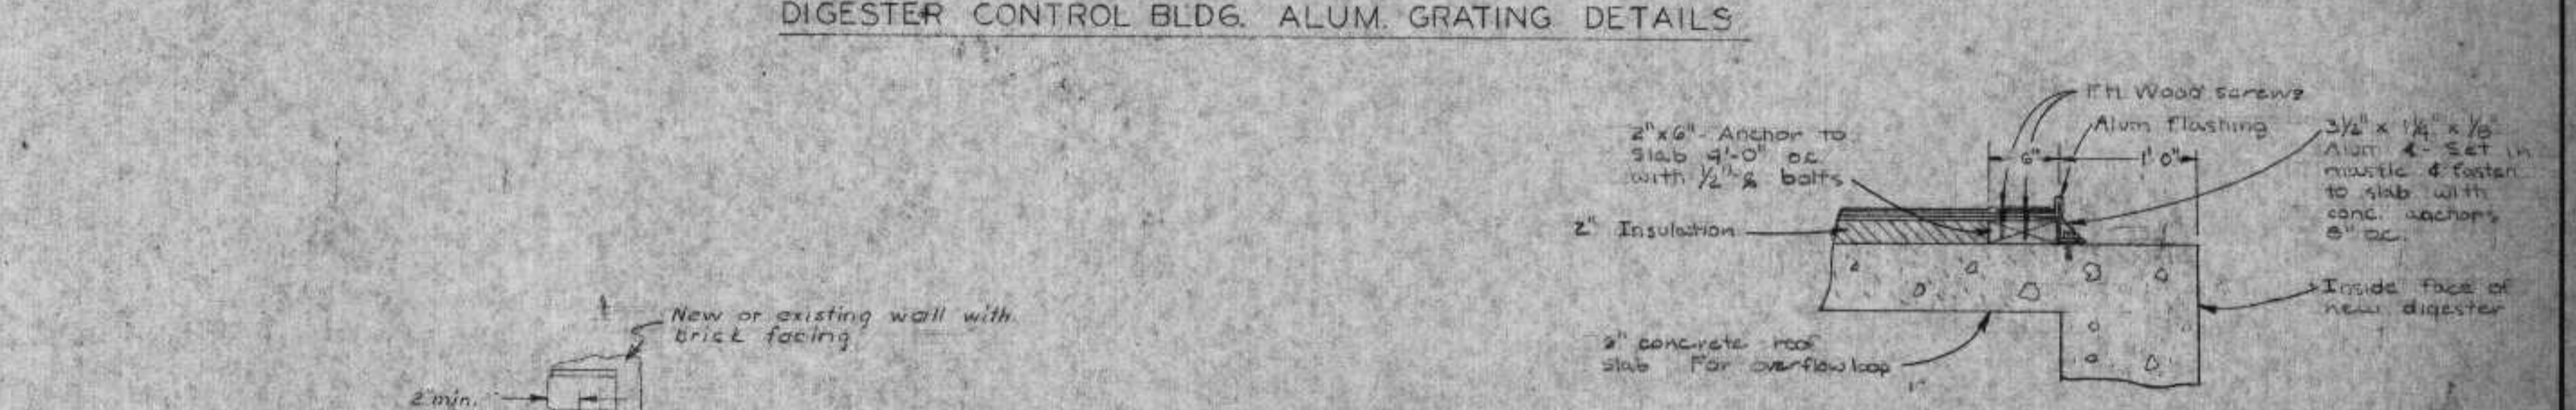 DIGESTER CONTROL BLDG. ALUM. GRATING DETAILS
F.H. Wood screws
Alum flashing
2"x6"- Anchor to
slab 4'-0" o.c.
with 1/2"ø bolts
6"
1'0"
3½" x 1¼" x ⅛"
Alum ∠ - Set in
mastic & fasten
to slab with
conc. anchors
8" o.c.
2" Insulation
Inside face of
new digester
concrete roof
slab For overflow loop
1"
New or existing wall with
brick facing
2 min.